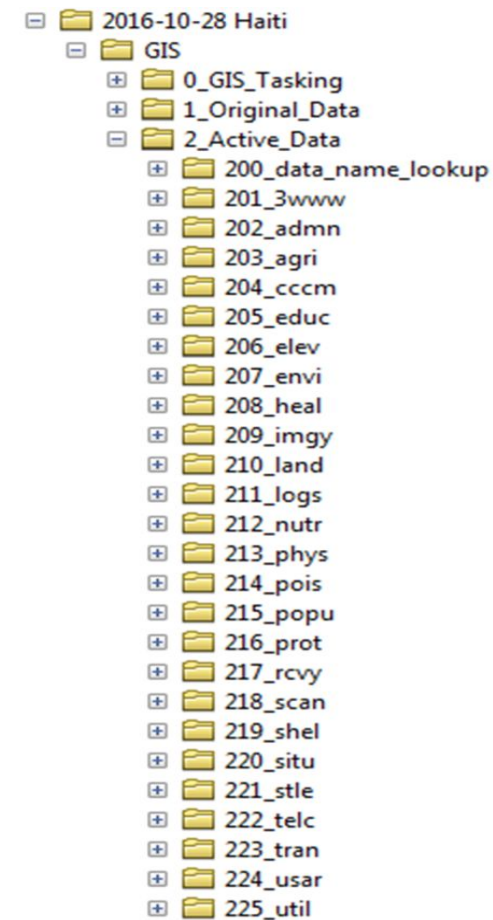 2016-10-28 Haiti
GIS
0_GIS_Tasking
1_Original_Data
2_Active_Data
200_data_name_lookup
201_3www
202_admn
203_agri
204_cccm
205_educ
206_elev
207_envi
208_heal
209_imgy
210_land
211_logs
212_nutr
213_phys
214_pois
215_popu
216_prot
217_rcvy
218_scan
219_shel
220_situ
221_stle
222_telc
223_tran
224_usar
225_util